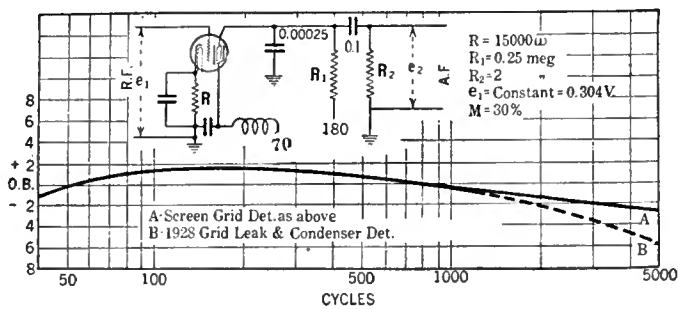 R.F.
e₁
R
0.00025
0.1
R₁
R₂
e₂
A.F.
180
70
R = 15000ω
R₁=0.25 meg
R₂=2 "
e₁=Constant=0.304V.
M=30%
8
6
4
+ 2
O.B.
- 2
4
6
8
A-Screen Grid Det. as above
B-1928 Grid Leak & Condenser Det.
A
B
50 100 500 1000 5000
CYCLES